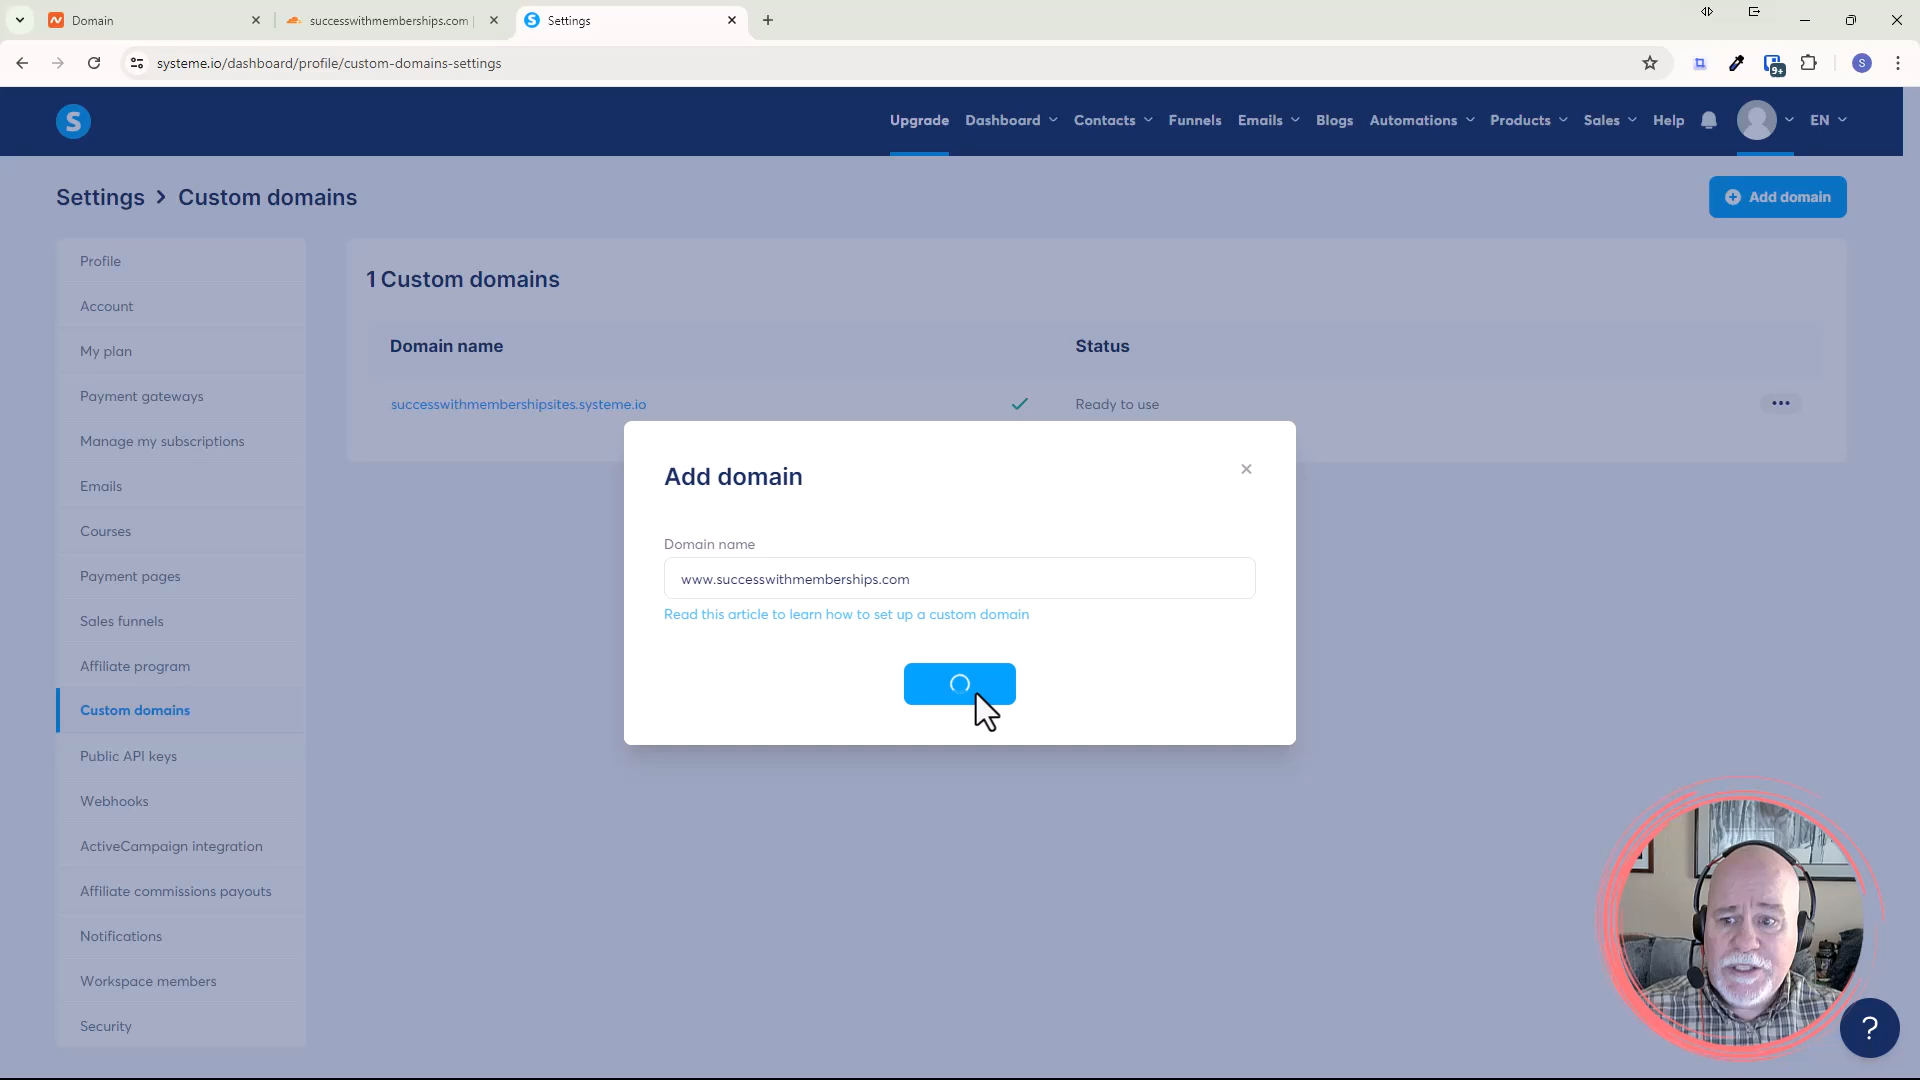 Domain
successwithmemberships.com
Settings
systeme.io/dashboard/profile/custom-domains-settings
9+
S
S
Upgrade
Dashboard
Contacts
Funnels
Emails
Blogs
Automations
Products
Sales
Help
EN
Settings > Custom domains
Add domain
Profile
Account
My plan
Payment gateways
Manage my subscriptions
Emails
Courses
Payment pages
Sales funnels
Affiliate program
Custom domains
Public API keys
Webhooks
ActiveCampaign integration
Affiliate commissions payouts
Notifications
Workspace members
Security
1 Custom domains
Domain name
Status
successwithmembershipsites.systeme.io
Ready to use
Add domain
Domain name
www.successwithmemberships.com
Read this article to learn how to set up a custom domain
?